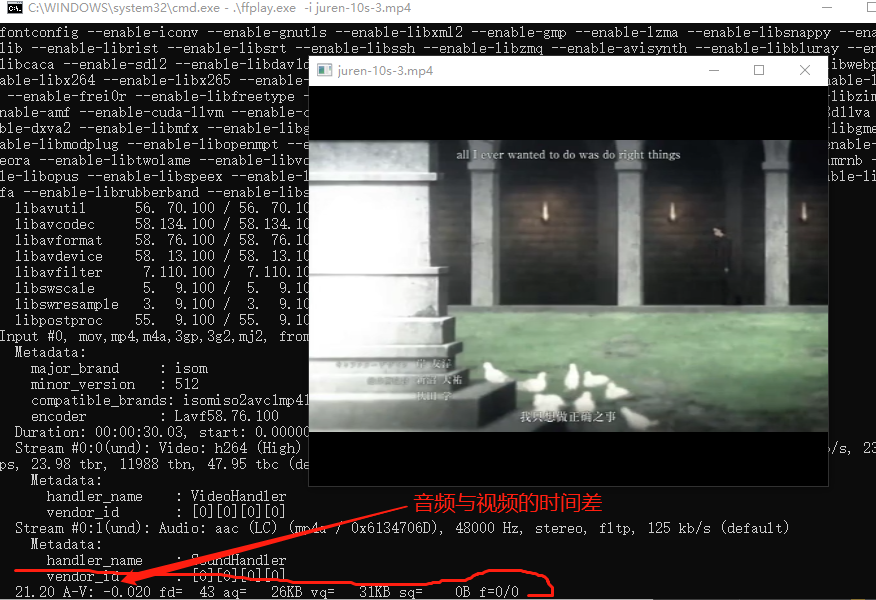 C:\WINDOWS\system32\cmd.exe - .\ffplay.exe -i juren-10s-3.mp4
fontconfig --enable-iconv --enable-gnutls --enable-libxml2 --enable-gmp --enable-lzma --enable-libsnappy --ena
lib --enable-librist --enable-libsrt --enable-libssh --enable-libzmq --enable-avisynth --enable-libbluray --en
libcaca --enable-sdl2 --enable-libdav1d
libwebp
able-libx264 --enable-libx265 --enable-
--enable-frei0r --enable-libfreetype -
libzim
nable-amf --enable-cuda-llvm --enable-c
dllva
ble-dxva2 --enable-libmfx --enable-libg
libgme
able-libmodplug --enable-libopenmpt --e
enable-
eora --enable-libtwolame --enable-libvo
amrnb --
le-libopus --enable-libspeex --enable-l
able-li
fa --enable-librubberband --enable-libs
libavutil 56. 70.100 / 56. 70.10
libavcodec 58.134.100 / 58.134.10
libavformat 58. 76.100 / 58. 76.10
libavdevice 58. 13.100 / 58. 13.10
libavfilter 7.110.100 / 7.110.10
libswscale 5. 9.100 / 5. 9.10
libswresample 3. 9.100 / 3. 9.10
libpostproc 55. 9.100 / 55. 9.10
Input #0, mov,mp4,m4a,3gp,3g2,mj2, from
Metadata:
major_brand : isom
minor_version : 512
compatible_brands: isomiso2avc1mp41
encoder : Lavf58.76.100
Duration: 00:00:30.03, start: 0.00000
Stream #0:0(und): Video: h264 (High)
b/s, 23
ps, 23.98 tbr, 11988 tbn, 47.95 tbc (de
Metadata:
handler_name : VideoHandler
vendor_id : [0][0][0][0]
Stream #0:1(und): Audio: aac (LC) (mp4a / 0x6134706D), 48000 Hz, stereo, fltp, 125 kb/s (default)
Metadata:
handler_name : SoundHandler
vendor_id : [0][0][0][0]
21.20 A-V: -0.020 fd= 43 aq= 26KB vq= 31KB sq= 0B f=0/0
juren-10s-3.mp4
all I ever wanted to do was do right things
我只想做正确之事
音频与视频的时间差